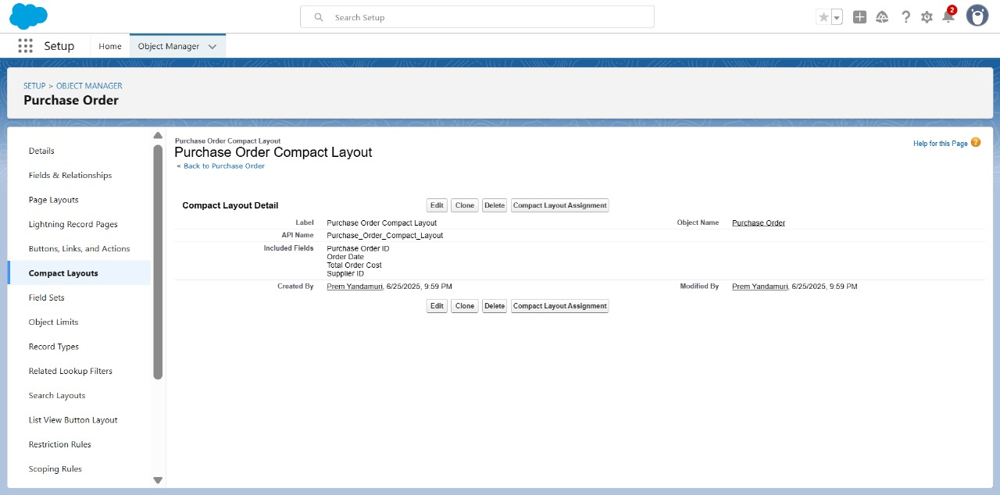 Search Setup
2
Setup
Home
Object Manager
SETUP > OBJECT MANAGER
Purchase Order
Details
Fields & Relationships
Page Layouts
Lightning Record Pages
Buttons, Links, and Actions
Compact Layouts
Field Sets
Object Limits
Record Types
Related Lookup Filters
Search Layouts
List View Button Layout
Restriction Rules
Scoping Rules
Purchase Order Compact Layout
Purchase Order Compact Layout
« Back to Purchase Order
Help for this Page ?
Compact Layout Detail Edit Clone Delete Compact Layout Assignment
Label Purchase Order Compact Layout Object Name Purchase Order
API Name Purchase_Order_Compact_Layout
Included Fields Purchase Order ID
Order Date
Total Order Cost
Supplier ID
Created By Prem Yandamuri, 6/25/2025, 9:59 PM Modified By Prem Yandamuri, 6/25/2025, 9:59 PM
Edit Clone Delete Compact Layout Assignment